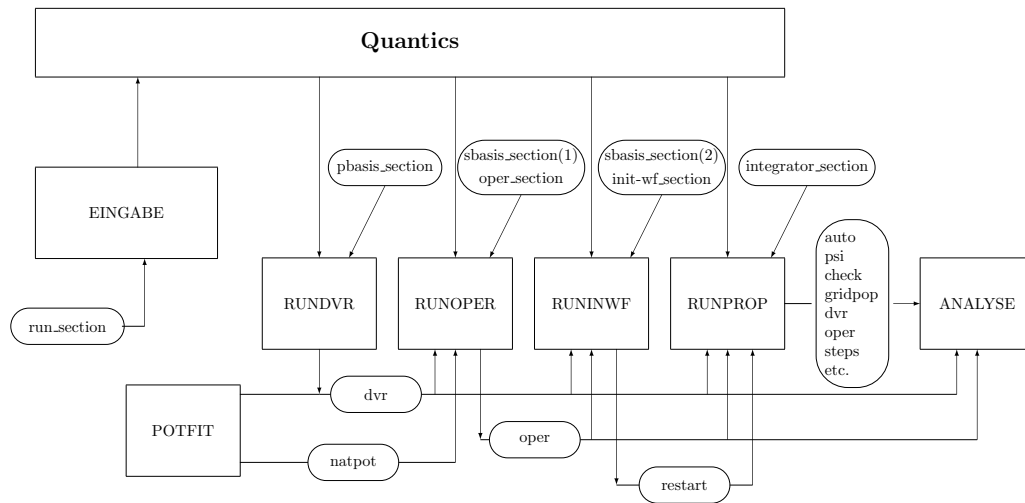 Quantics
pbasis_section
sbasis_section(1)
oper_section
sbasis_section(2)
init-wf_section
integrator_section
EINGABE
auto
psi
check
gridpop
dvr
oper
steps
etc.
RUNDVR
RUNOPER
RUNINWF
RUNPROP
ANALYSE
run_section
dvr
POTFIT
oper
natpot
restart